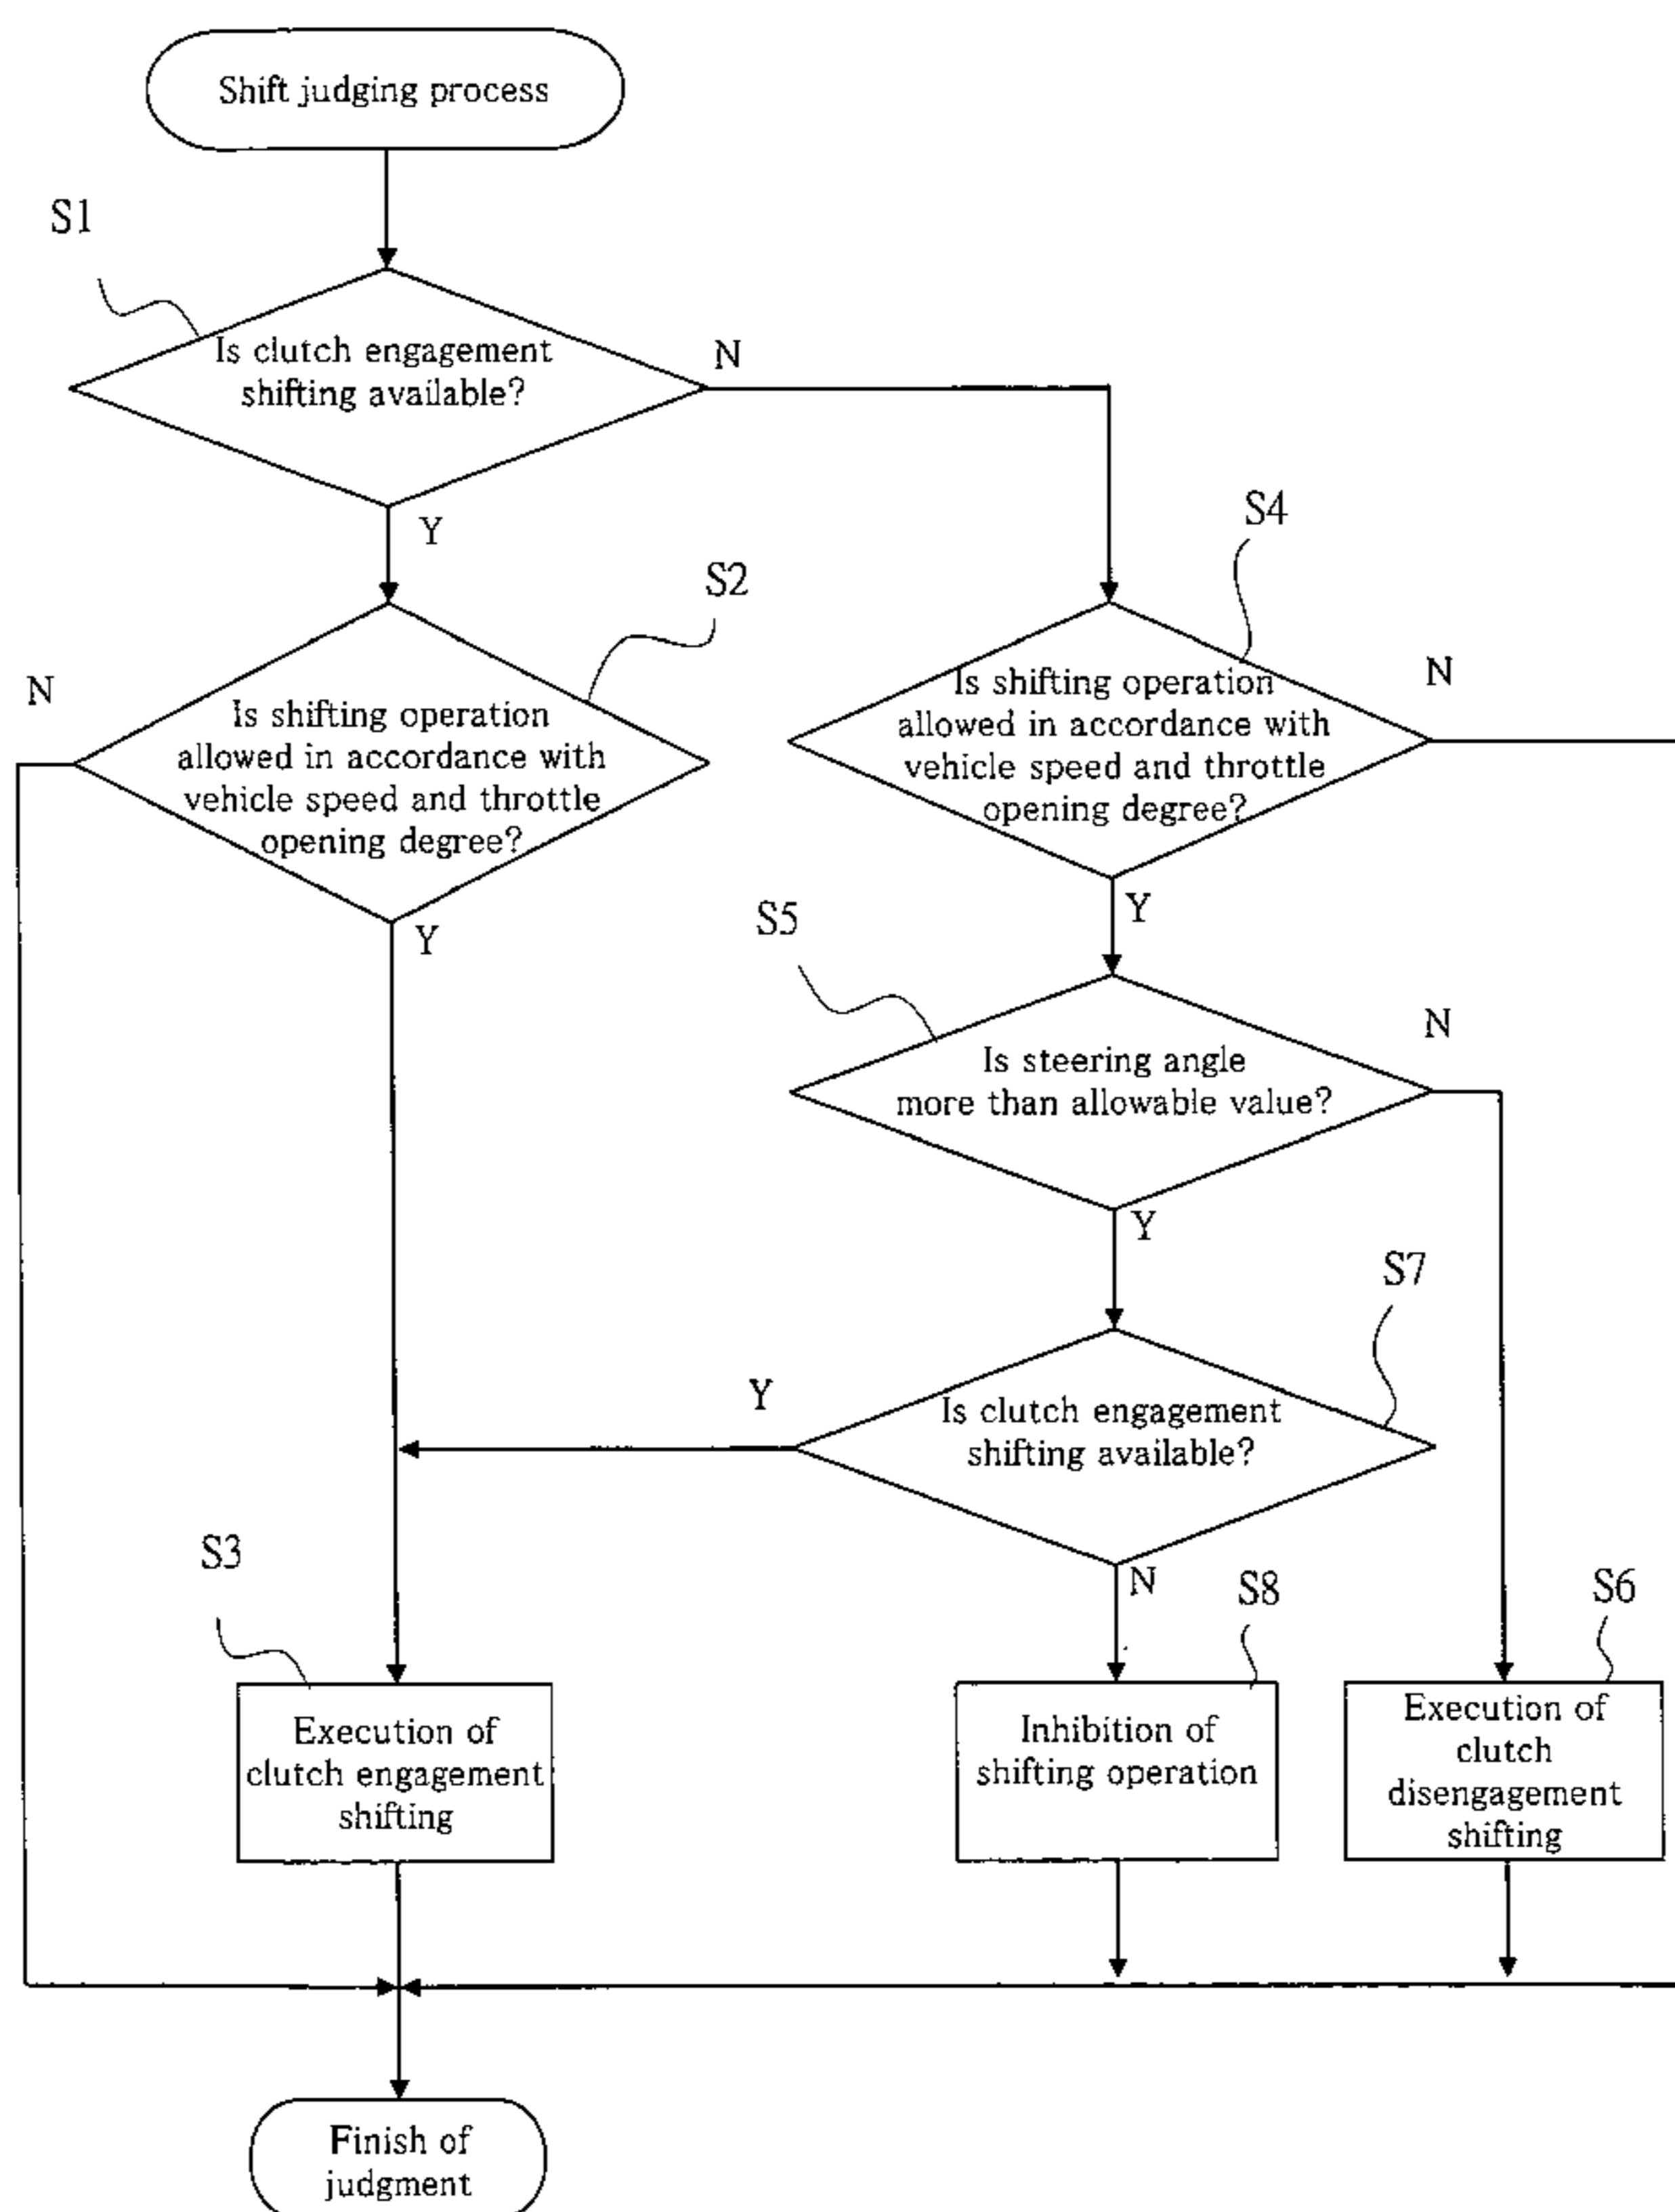 Shift judging process
S1
Is clutch engagement
shifting available?
N
Y
S2
N
Is shifting operation
allowed in accordance with
vehicle speed and throttle
opening degree?
Y
S4
N
Is shifting operation
allowed in accordance with
vehicle speed and throttle
opening degree?
Y
S5
N
Is steering angle
more than allowable value?
Y
S7
Y
Is clutch engagement
shifting available?
N
S3
Execution of
clutch engagement
shifting
S8
Inhibition of
shifting operation
S6
Execution of
clutch
disengagement
shifting
Finish of
judgment